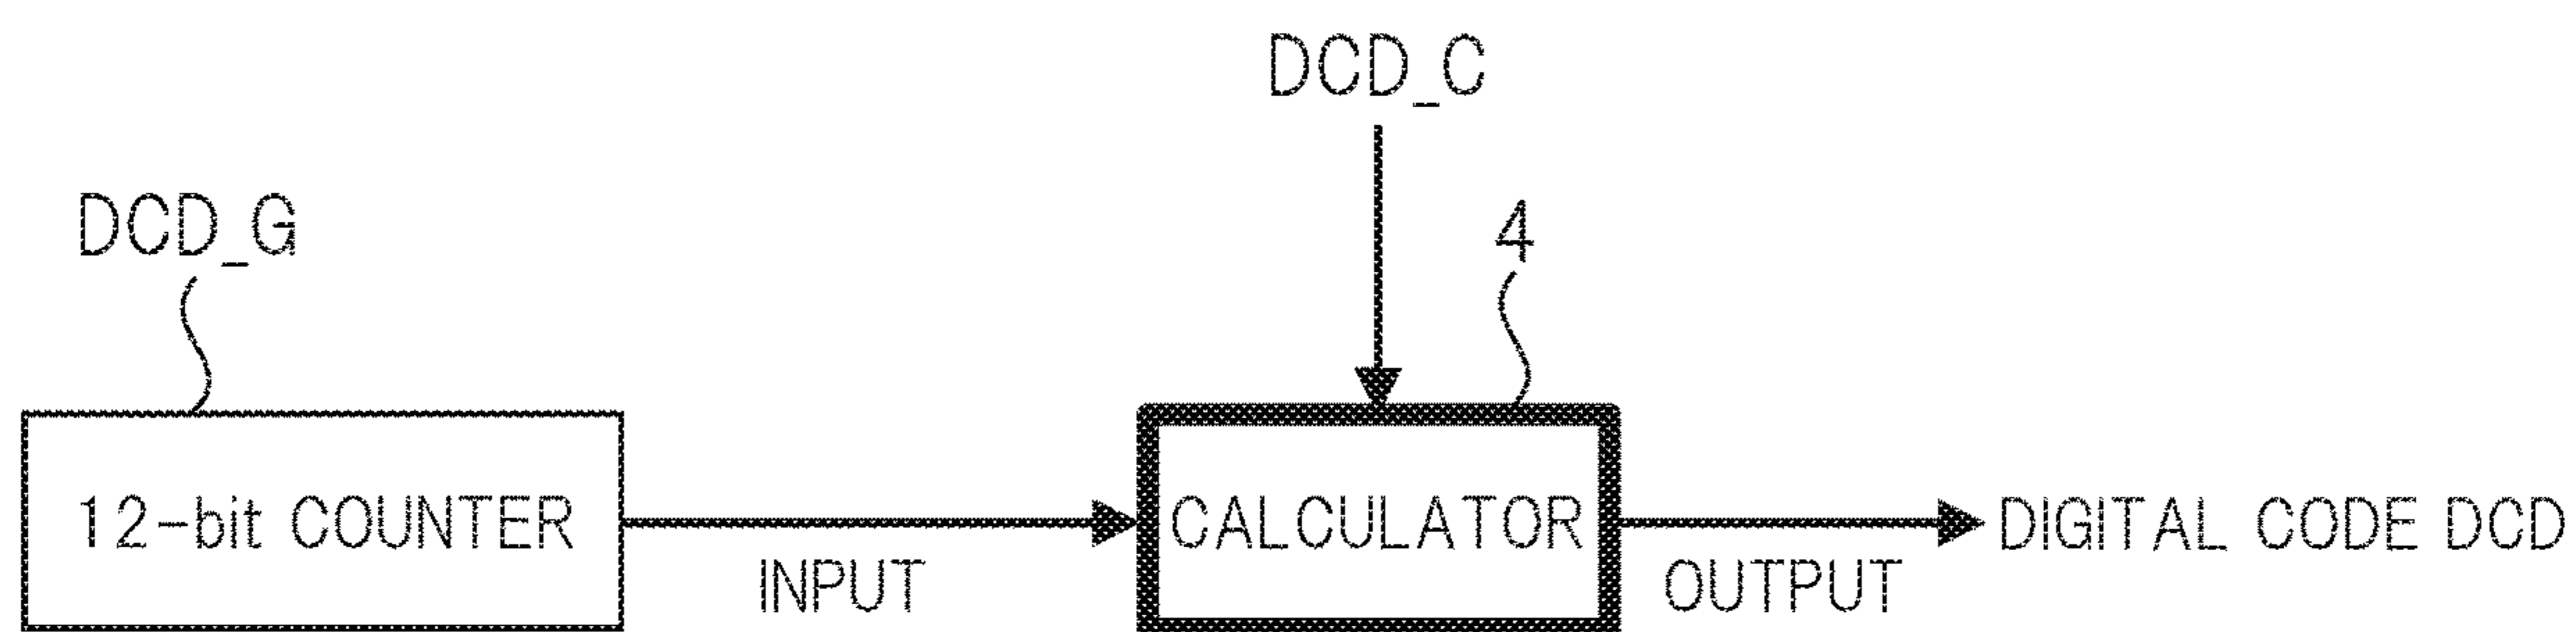 DCD_C
DCD_G
4
12-bit COUNTER
INPUT
CALCULATOR
OUTPUT
DIGITAL CODE DCD